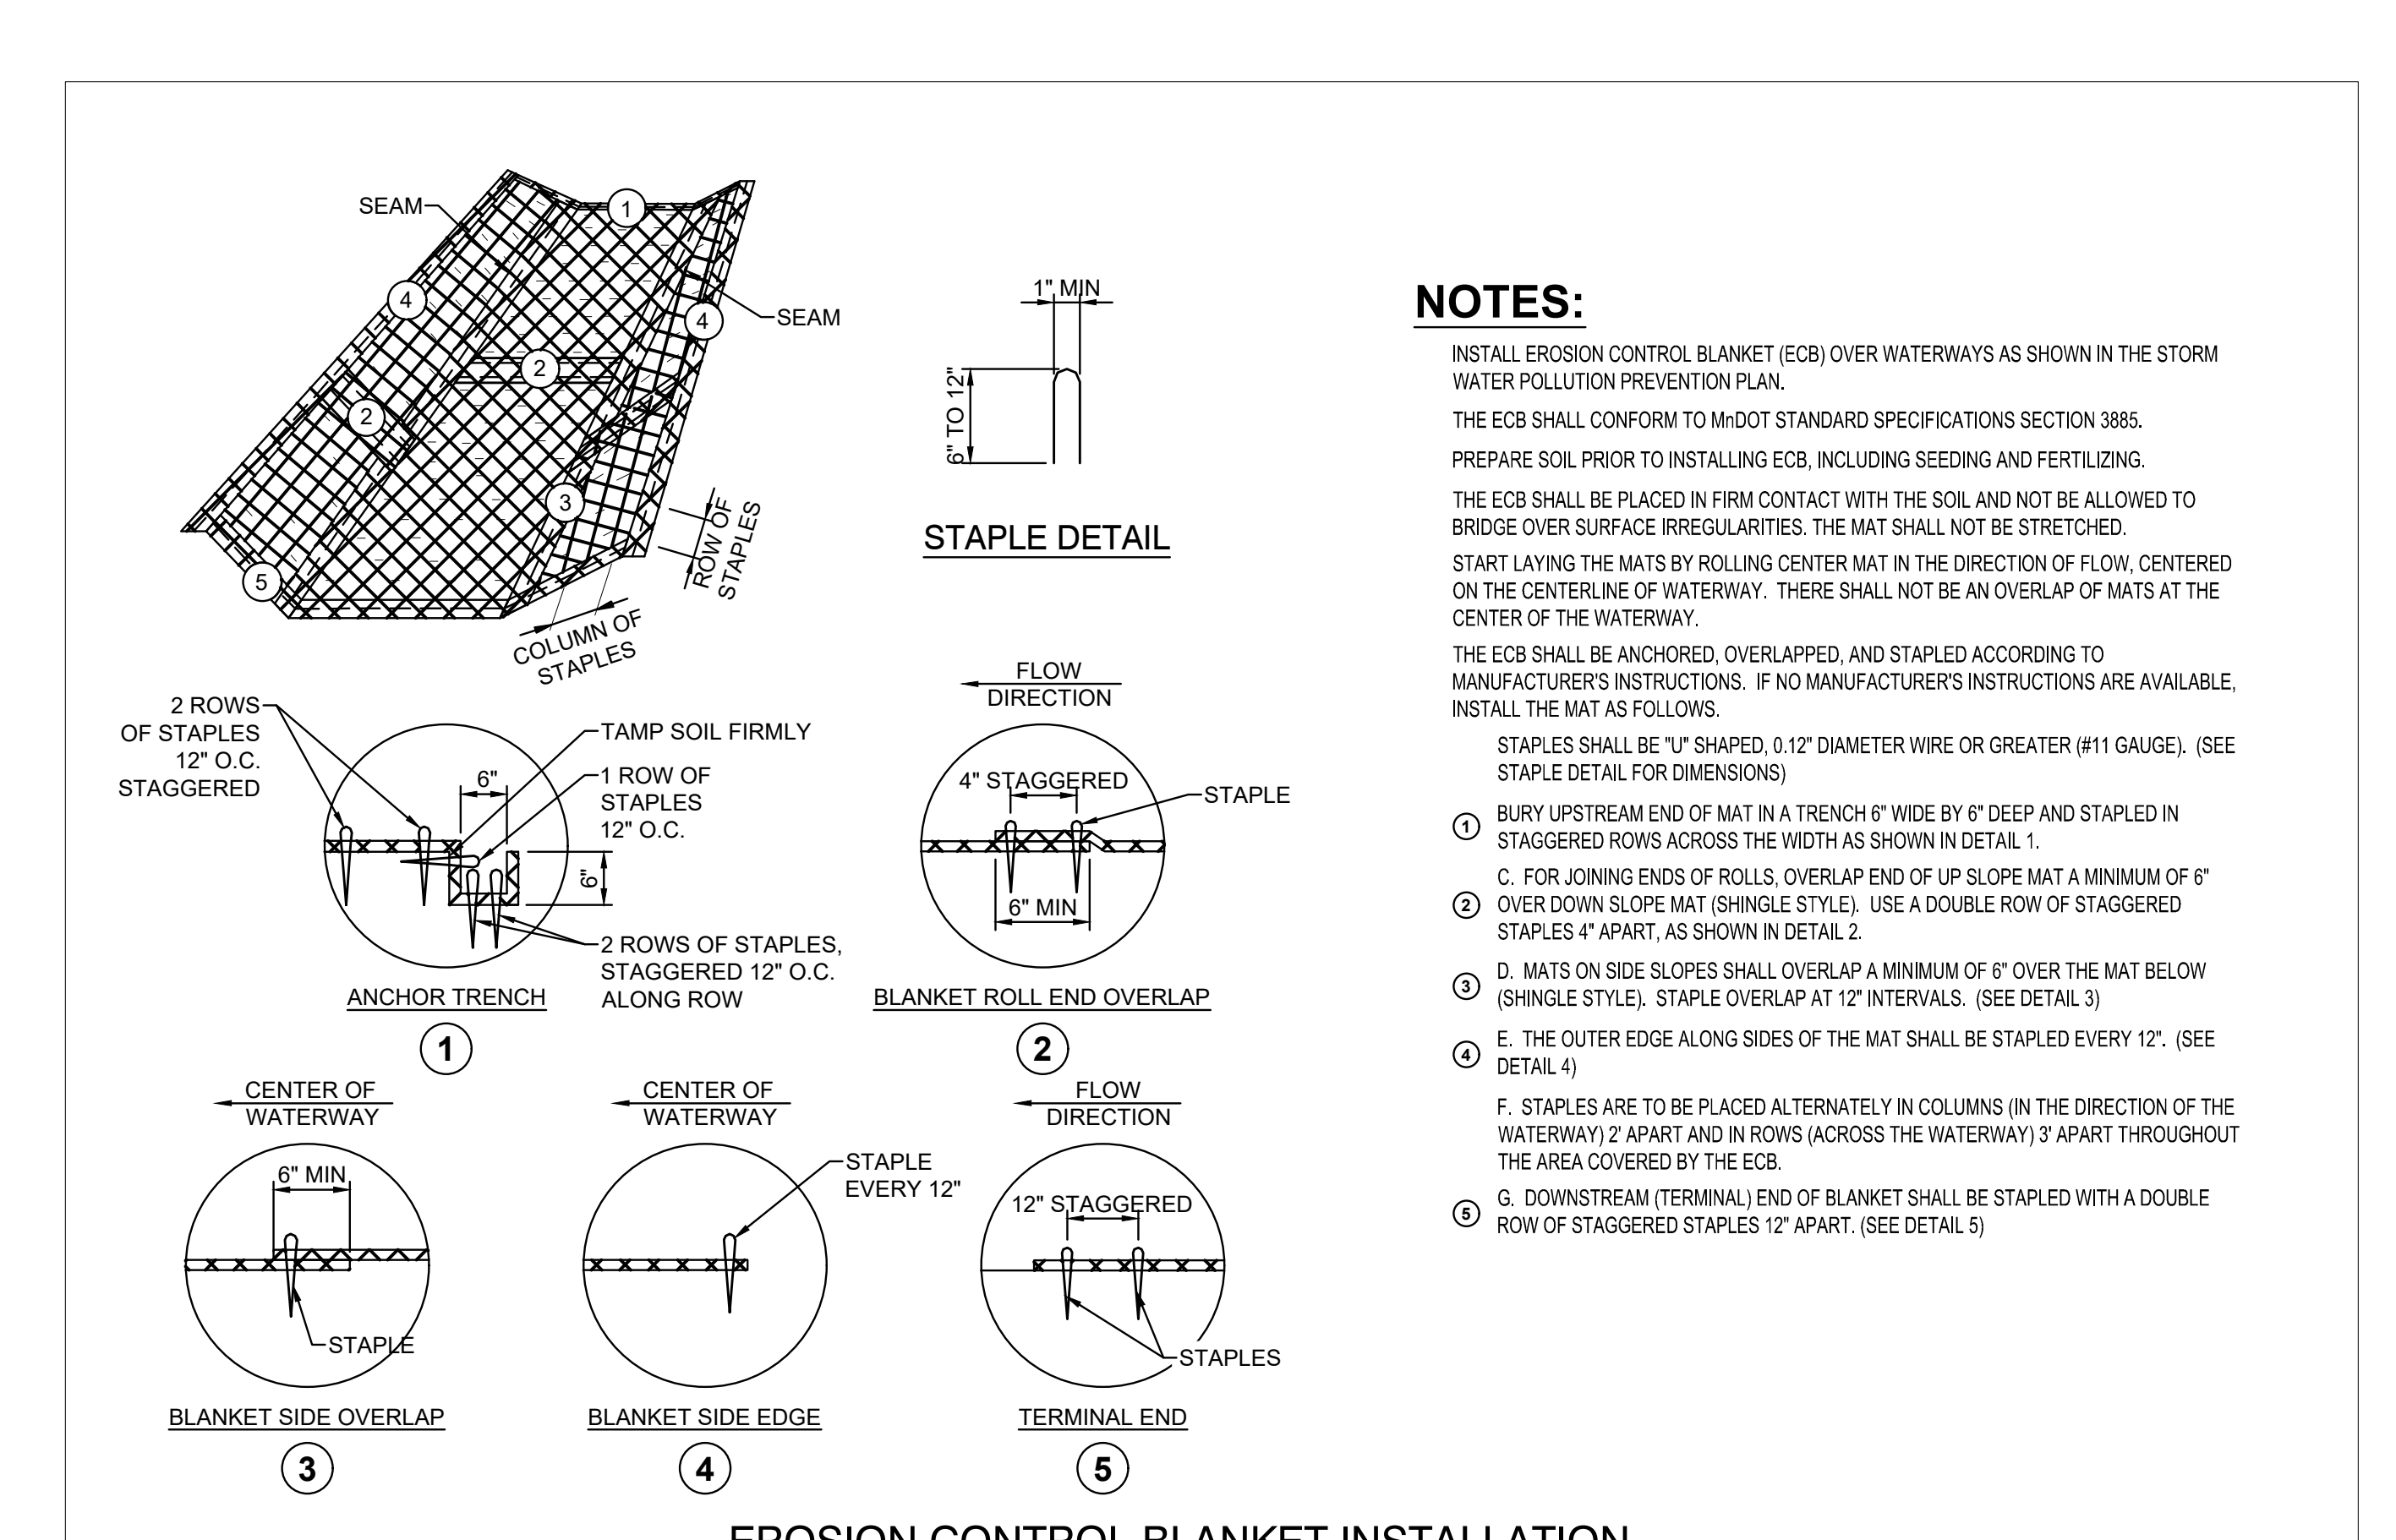 SEAM
1
4
SEAM
4
2
2
3
5
ROW OF
STAPLES
COLUMN OF
STAPLES
1" MIN
6" TO 12"
STAPLE DETAIL
2 ROWS
OF STAPLES
12" O.C.
STAGGERED
6"
TAMP SOIL FIRMLY
1 ROW OF
STAPLES
12" O.C.
6"
2 ROWS OF STAPLES,
STAGGERED 12" O.C.
ALONG ROW
ANCHOR TRENCH
1
FLOW
DIRECTION
4" STAGGERED
STAPLE
6" MIN
BLANKET ROLL END OVERLAP
2
CENTER OF
WATERWAY
6" MIN
STAPLE
BLANKET SIDE OVERLAP
3
CENTER OF
WATERWAY
STAPLE
EVERY 12"
BLANKET SIDE EDGE
4
FLOW
DIRECTION
12" STAGGERED
STAPLES
TERMINAL END
5
NOTES:
INSTALL EROSION CONTROL BLANKET (ECB) OVER WATERWAYS AS SHOWN IN THE STORM
WATER POLLUTION PREVENTION PLAN.
THE ECB SHALL CONFORM TO MnDOT STANDARD SPECIFICATIONS SECTION 3885.
PREPARE SOIL PRIOR TO INSTALLING ECB, INCLUDING SEEDING AND FERTILIZING.
THE ECB SHALL BE PLACED IN FIRM CONTACT WITH THE SOIL AND NOT BE ALLOWED TO
BRIDGE OVER SURFACE IRREGULARITIES. THE MAT SHALL NOT BE STRETCHED.
START LAYING THE MATS BY ROLLING CENTER MAT IN THE DIRECTION OF FLOW, CENTERED
ON THE CENTERLINE OF WATERWAY. THERE SHALL NOT BE AN OVERLAP OF MATS AT THE
CENTER OF THE WATERWAY.
THE ECB SHALL BE ANCHORED, OVERLAPPED, AND STAPLED ACCORDING TO
MANUFACTURER'S INSTRUCTIONS. IF NO MANUFACTURER'S INSTRUCTIONS ARE AVAILABLE,
INSTALL THE MAT AS FOLLOWS.
STAPLES SHALL BE "U" SHAPED, 0.12" DIAMETER WIRE OR GREATER (#11 GAUGE). (SEE
STAPLE DETAIL FOR DIMENSIONS)
1
BURY UPSTREAM END OF MAT IN A TRENCH 6" WIDE BY 6" DEEP AND STAPLED IN
STAGGERED ROWS ACROSS THE WIDTH AS SHOWN IN DETAIL 1.
2
C. FOR JOINING ENDS OF ROLLS, OVERLAP END OF UP SLOPE MAT A MINIMUM OF 6"
OVER DOWN SLOPE MAT (SHINGLE STYLE). USE A DOUBLE ROW OF STAGGERED
STAPLES 4" APART, AS SHOWN IN DETAIL 2.
3
D. MATS ON SIDE SLOPES SHALL OVERLAP A MINIMUM OF 6" OVER THE MAT BELOW
(SHINGLE STYLE). STAPLE OVERLAP AT 12" INTERVALS. (SEE DETAIL 3)
4
E. THE OUTER EDGE ALONG SIDES OF THE MAT SHALL BE STAPLED EVERY 12". (SEE
DETAIL 4)
F. STAPLES ARE TO BE PLACED ALTERNATELY IN COLUMNS (IN THE DIRECTION OF THE
WATERWAY) 2' APART AND IN ROWS (ACROSS THE WATERWAY) 3' APART THROUGHOUT
THE AREA COVERED BY THE ECB.
5
G. DOWNSTREAM (TERMINAL) END OF BLANKET SHALL BE STAPLED WITH A DOUBLE
ROW OF STAGGERED STAPLES 12" APART. (SEE DETAIL 5)
EROSION CONTROL BLANKET INSTALLATION